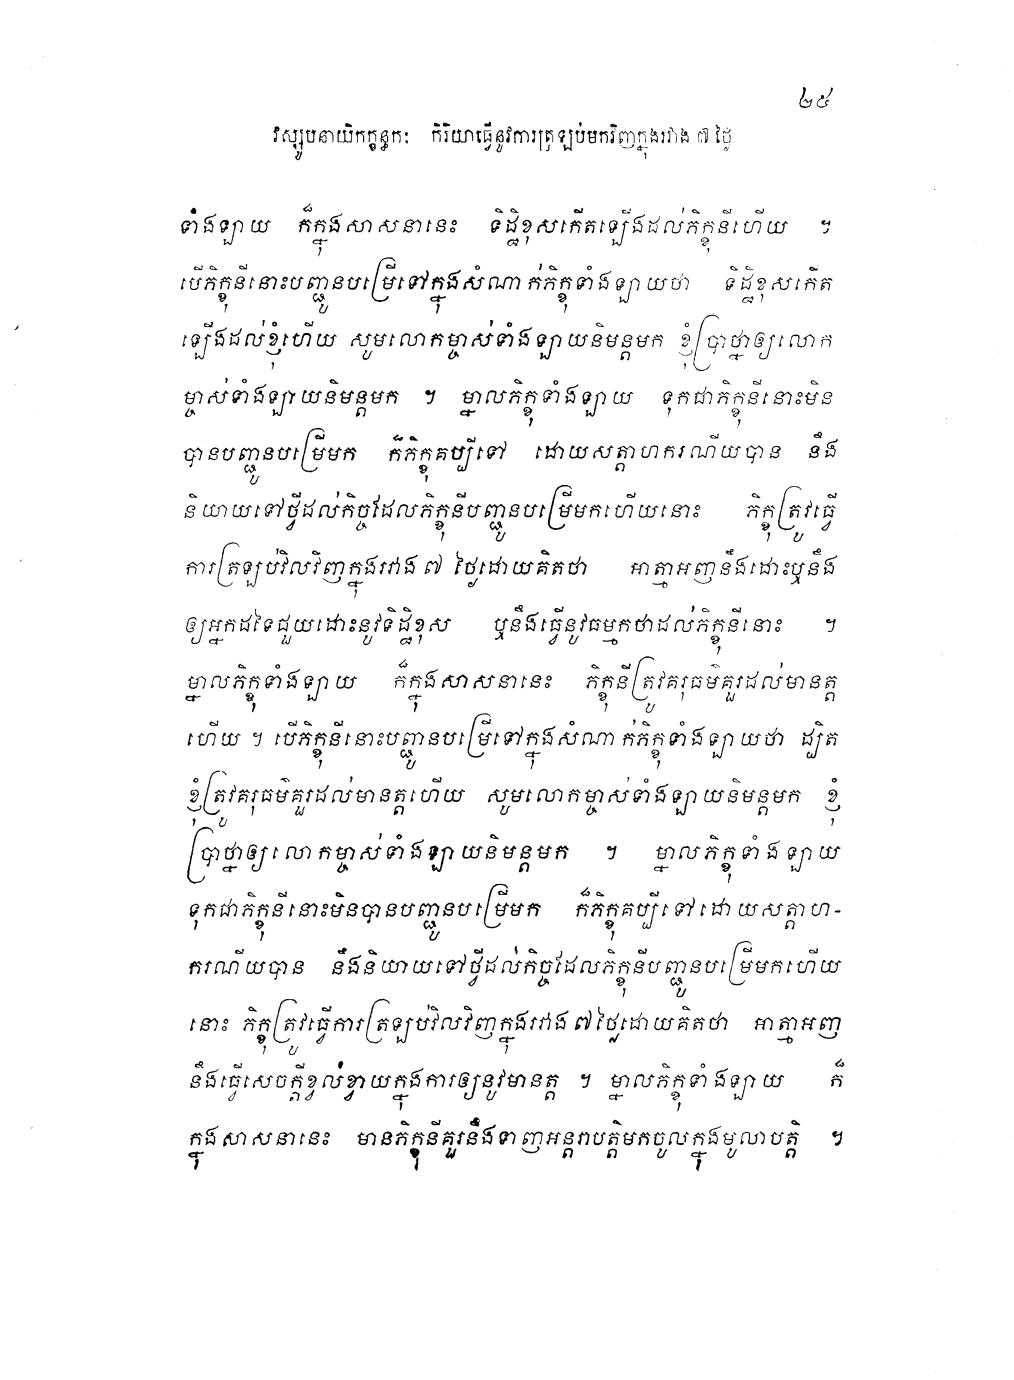 ២៥
វស្សូបនាយិកក្ខន្ធកៈ កិរិយាធ្វើនូវការត្រឡប់មកវិញក្នុងរវាង ៧ ថ្ងៃ
ទាំងឡាយ ក៏ក្នុងសាសនានេះ ទិដ្ឋិខុសកើតឡើងដល់ភិក្ខុនីហើយ ។
បើភិក្ខុនីនោះបញ្ជូនបម្រើទៅក្នុងសំណាក់ភិក្ខុទាំងឡាយថា ទិដ្ឋិខុសកើត
ឡើងដល់ខ្ញុំហើយ សូមលោកម្ចាស់ទាំងឡាយនិមន្តមក ខ្ញុំប្រាថ្នាឲ្យលោក
ម្ចាស់ទាំងឡាយនិមន្តមក ។ ម្នាលភិក្ខុទាំងឡាយ ទុកជាភិក្ខុនីនោះមិន
បានបញ្ជូនបម្រើមក ក៏ភិក្ខុគប្បីទៅ ដោយសត្តាហករណីយបាន នឹង
និយាយទៅថ្វីដល់កិច្ចដែលភិក្ខុនីបញ្ជូនបម្រើមកហើយនោះ ភិក្ខុត្រូវធ្វើ
ការត្រឡប់វិលវិញក្នុងរវាង ៧ ថ្ងៃដោយគិតថា អាត្មាអញនឹងដោះឬនឹង
ឲ្យអ្នកដទៃជួយដោះនូវទិដ្ឋិខុស ឬនឹងធ្វើនូវធម្មកថាដល់ភិក្ខុនីនោះ ។
ម្នាលភិក្ខុទាំងឡាយ ក៏ក្នុងសាសនានេះ ភិក្ខុនីត្រូវគរុធម៌គួរដល់មានត្ត
ហើយ ។ បើភិក្ខុនីនោះបញ្ជូនបម្រើទៅក្នុងសំណាក់ភិក្ខុទាំងឡាយថា ដ្បិត
ខ្ញុំត្រូវគរុធម៌គួរដល់មានត្តហើយ សូមលោកម្ចាស់ទាំងឡាយនិមន្តមក ខ្ញុំ
ប្រាថ្នាឲ្យលោកម្ចាស់ទាំងឡាយនិមន្តមក ។ ម្នាលភិក្ខុទាំងឡាយ
ទុកជាភិក្ខុនីនោះមិនបានបញ្ជូនបម្រើមក ក៏ភិក្ខុគប្បីទៅដោយសត្តាហ-
ករណីយបាន នឹងនិយាយទៅថ្វីដល់កិច្ចដែលភិក្ខុនីបញ្ជូនបម្រើមកហើយ
នោះ ភិក្ខុត្រូវធ្វើការត្រឡប់វិលវិញក្នុងរវាង ៧ ថ្ងៃដោយគិតថា អាត្មាអញ
នឹងធ្វើសេចក្តីខ្វល់ខ្វាយក្នុងការឲ្យនូវមានត្ត ។ ម្នាលភិក្ខុទាំងឡាយ ក៏
ក្នុងសាសនានេះ មានភិក្ខុនីគួរនឹងទាញអន្តរាបត្តិមកចូលក្នុងមូលាបត្តិ ។